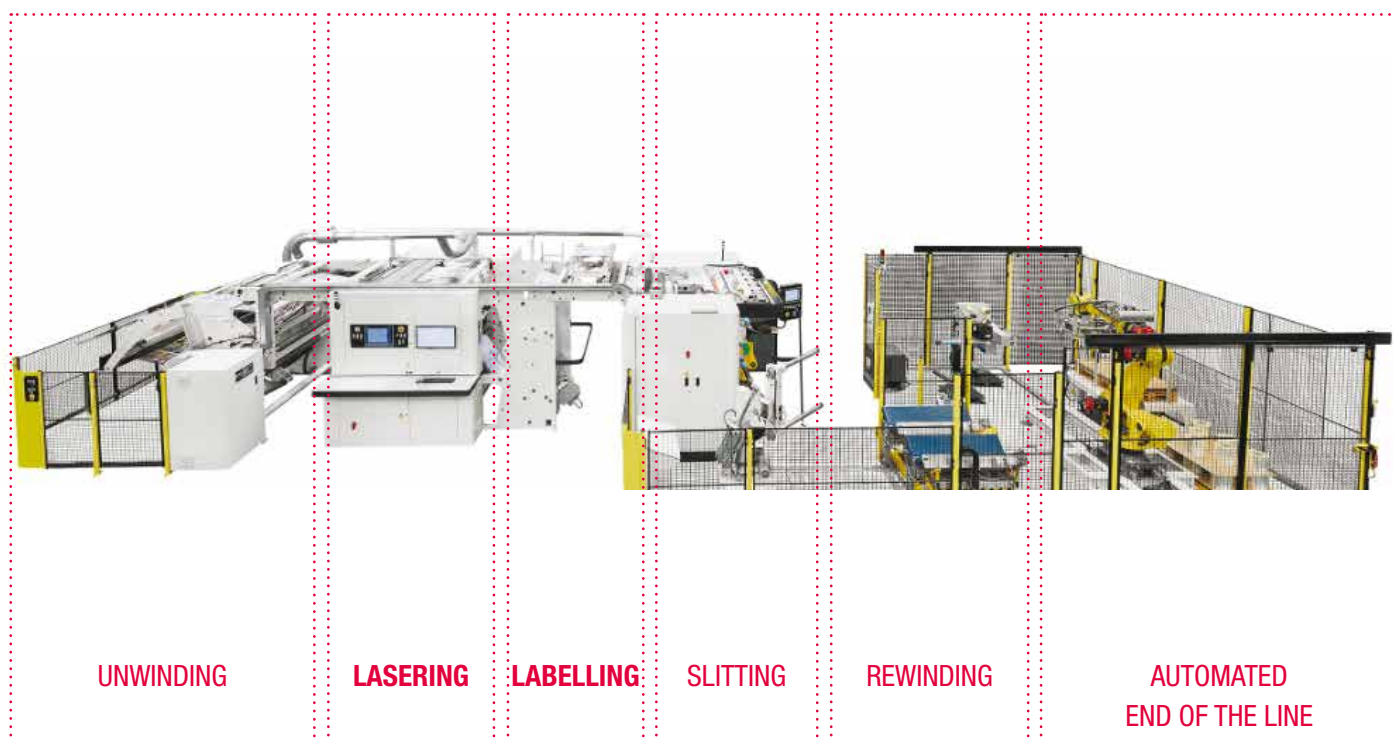 UNWINDING
LASERING
LABELLING
SLITTING
REWINDING
AUTOMATED
END OF THE LINE